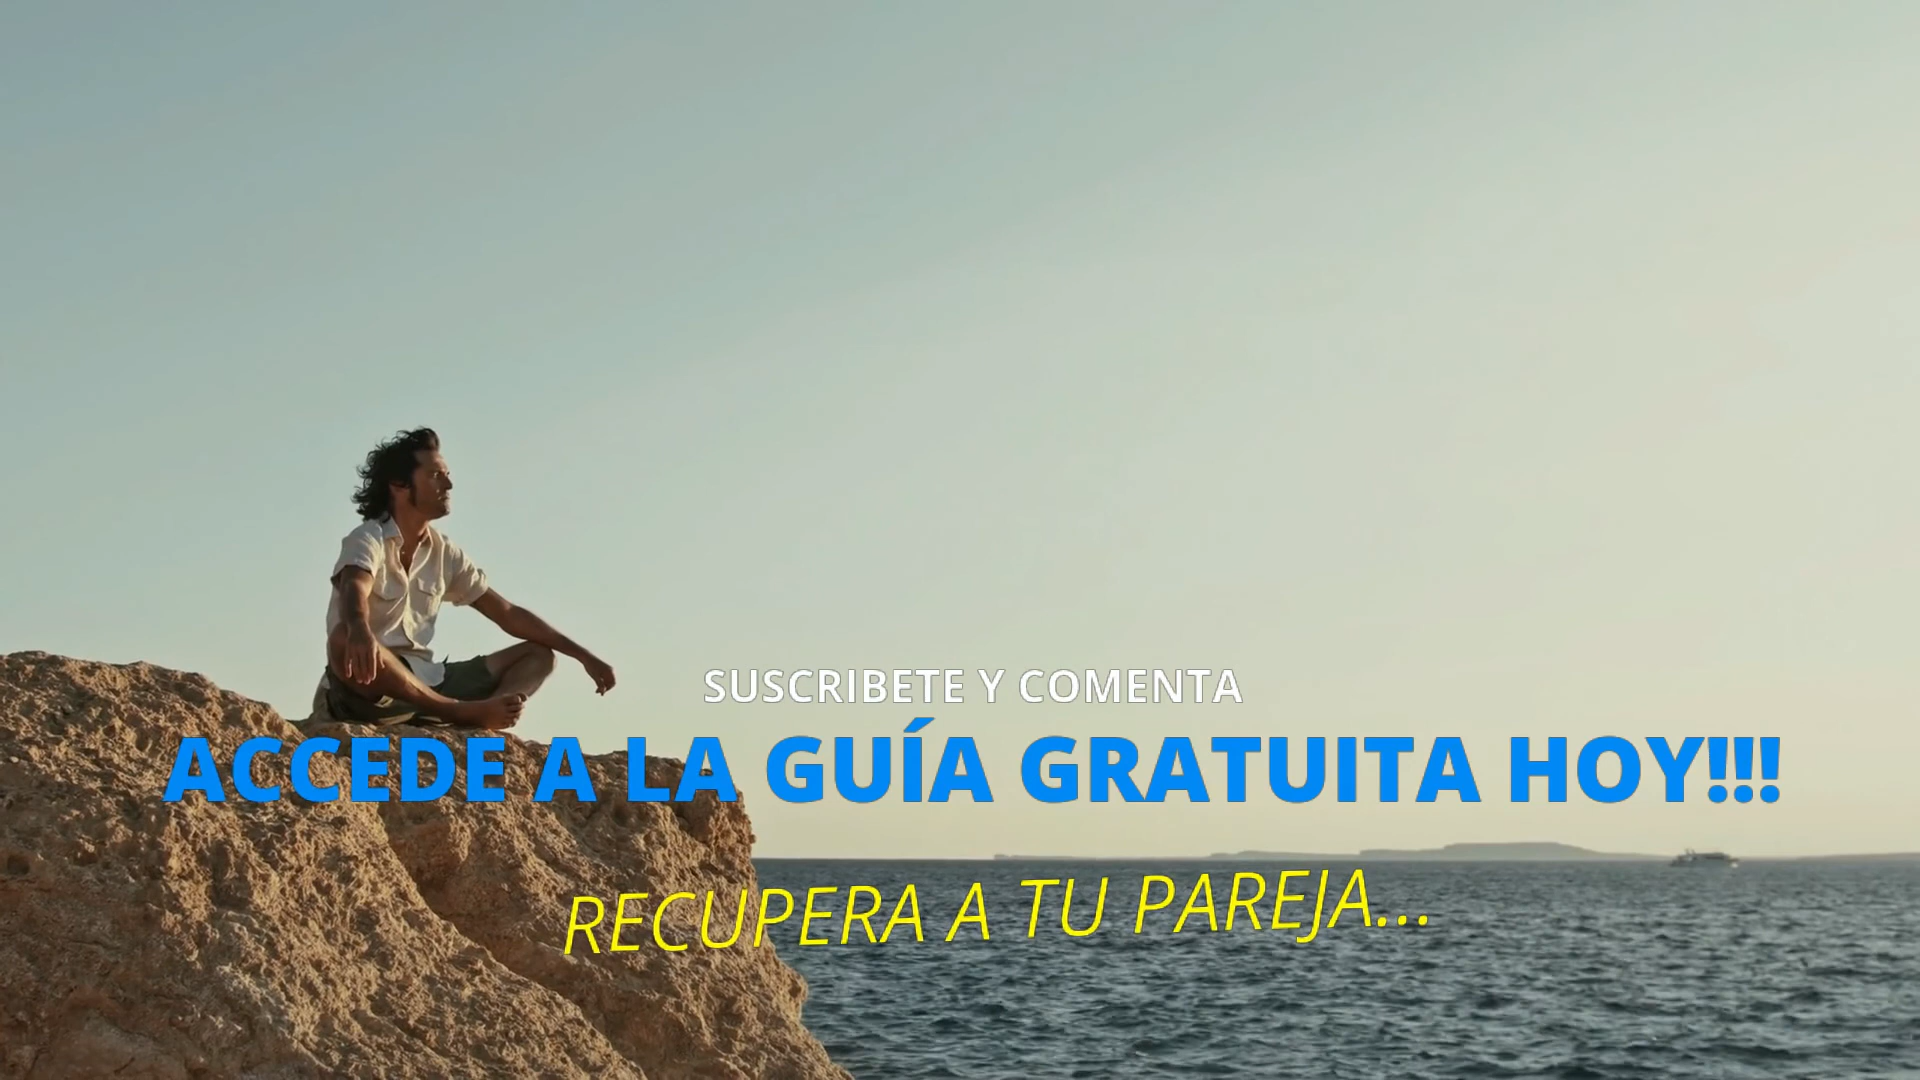 SUSCRIBETE Y COMENTA
ACCEDE A LA GUÍA GRATUITA HOY!!!
RECUPERA A TU PAREJA...